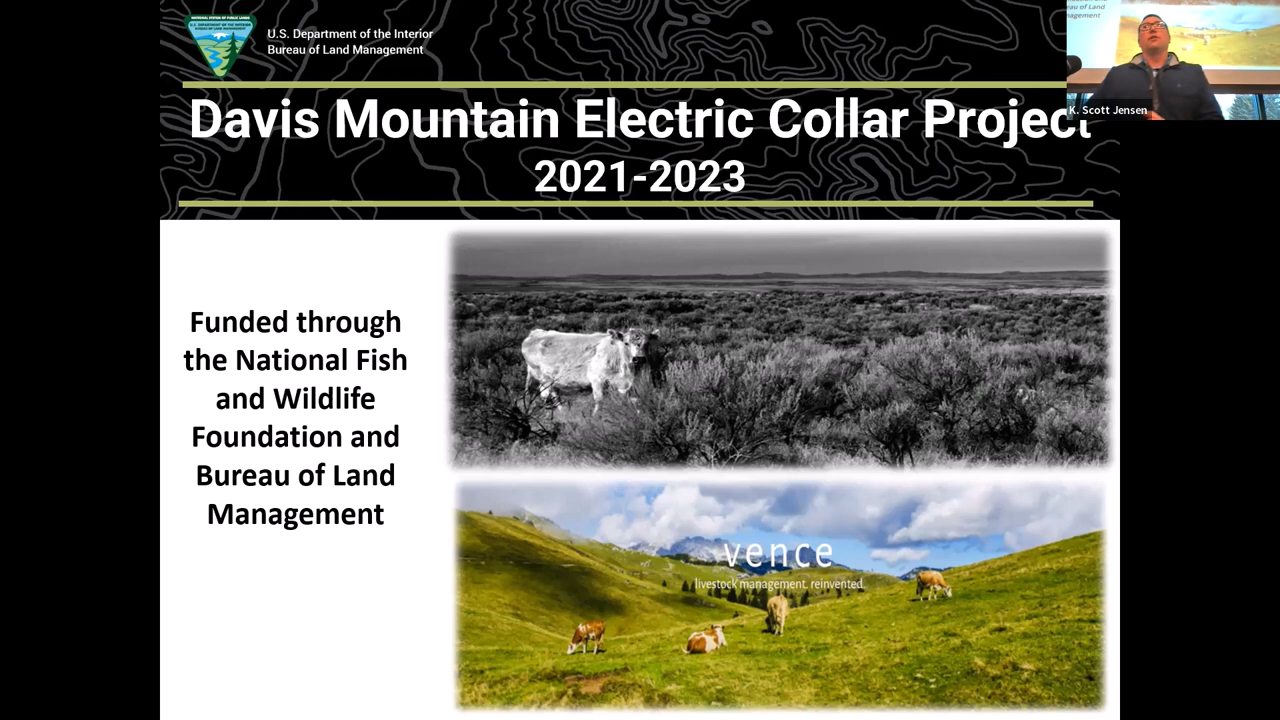 U.S. Department of the Interior
Bureau of Land Management
Davis Mountain Electric Collar Project
2021-2023
K. Scott Jensen
Funded through
the National Fish
and Wildlife
Foundation and
Bureau of Land
Management
vence
livestock management. reinvented.